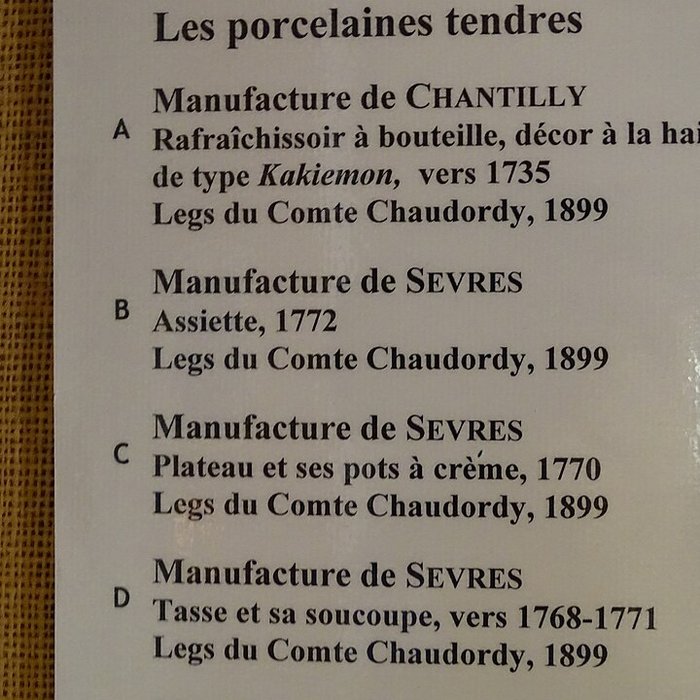 Les porcelaines tendres
Manufacture de CHANTILLY
A
Rafraîchissoir à bouteille, décor à la
de type Kakiemon, vers 1735
Legs du Comte Chaudordy, 1899
Manufacture de SEVRES
B
Assiette, 1772
Legs du Comte Chaudordy, 1899
Manufacture de SEVRES
C
Plateau et ses pots à crème, 1770
Legs du Comte Chaudordy, 1899
Manufacture de SEVRES
D
Tasse et sa soucoupe, vers 1768-1771
Legs du Comte Chaudordy, 1899